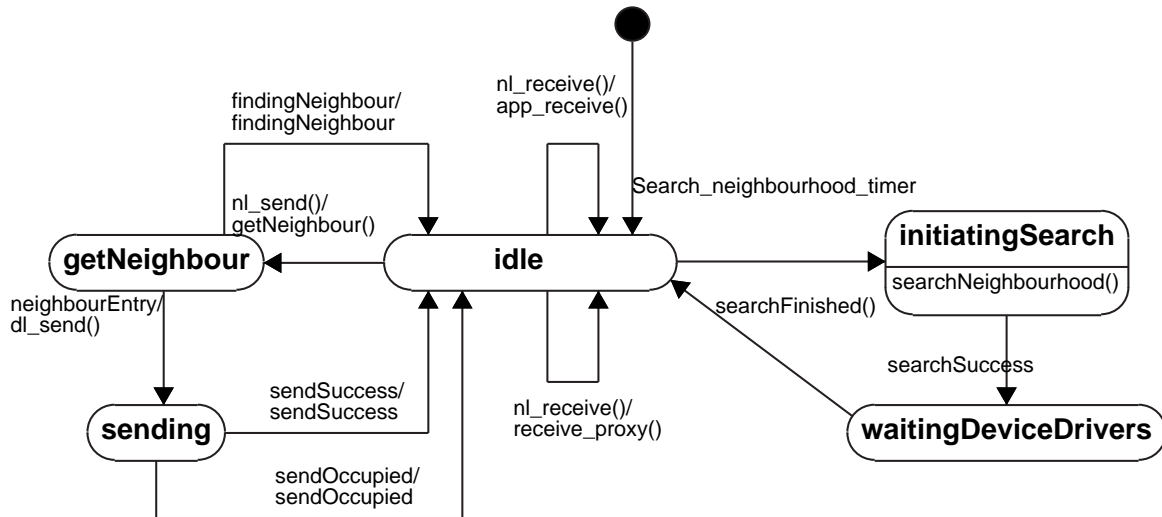 nl_receive()/
app_receive()
findingNeighbour/
findingNeighbour
Search_neighbourhood_timer
nl_send()/
getNeighbour()
initiatingSearch
getNeighbour
idle
searchNeighbourhood()
neighbourEntry/
dl_send()
searchFinished()
searchSuccess
sendSuccess/
sendSuccess
nl_receive()/
receive_proxy()
sending
waitingDeviceDrivers
sendOccupied/
sendOccupied